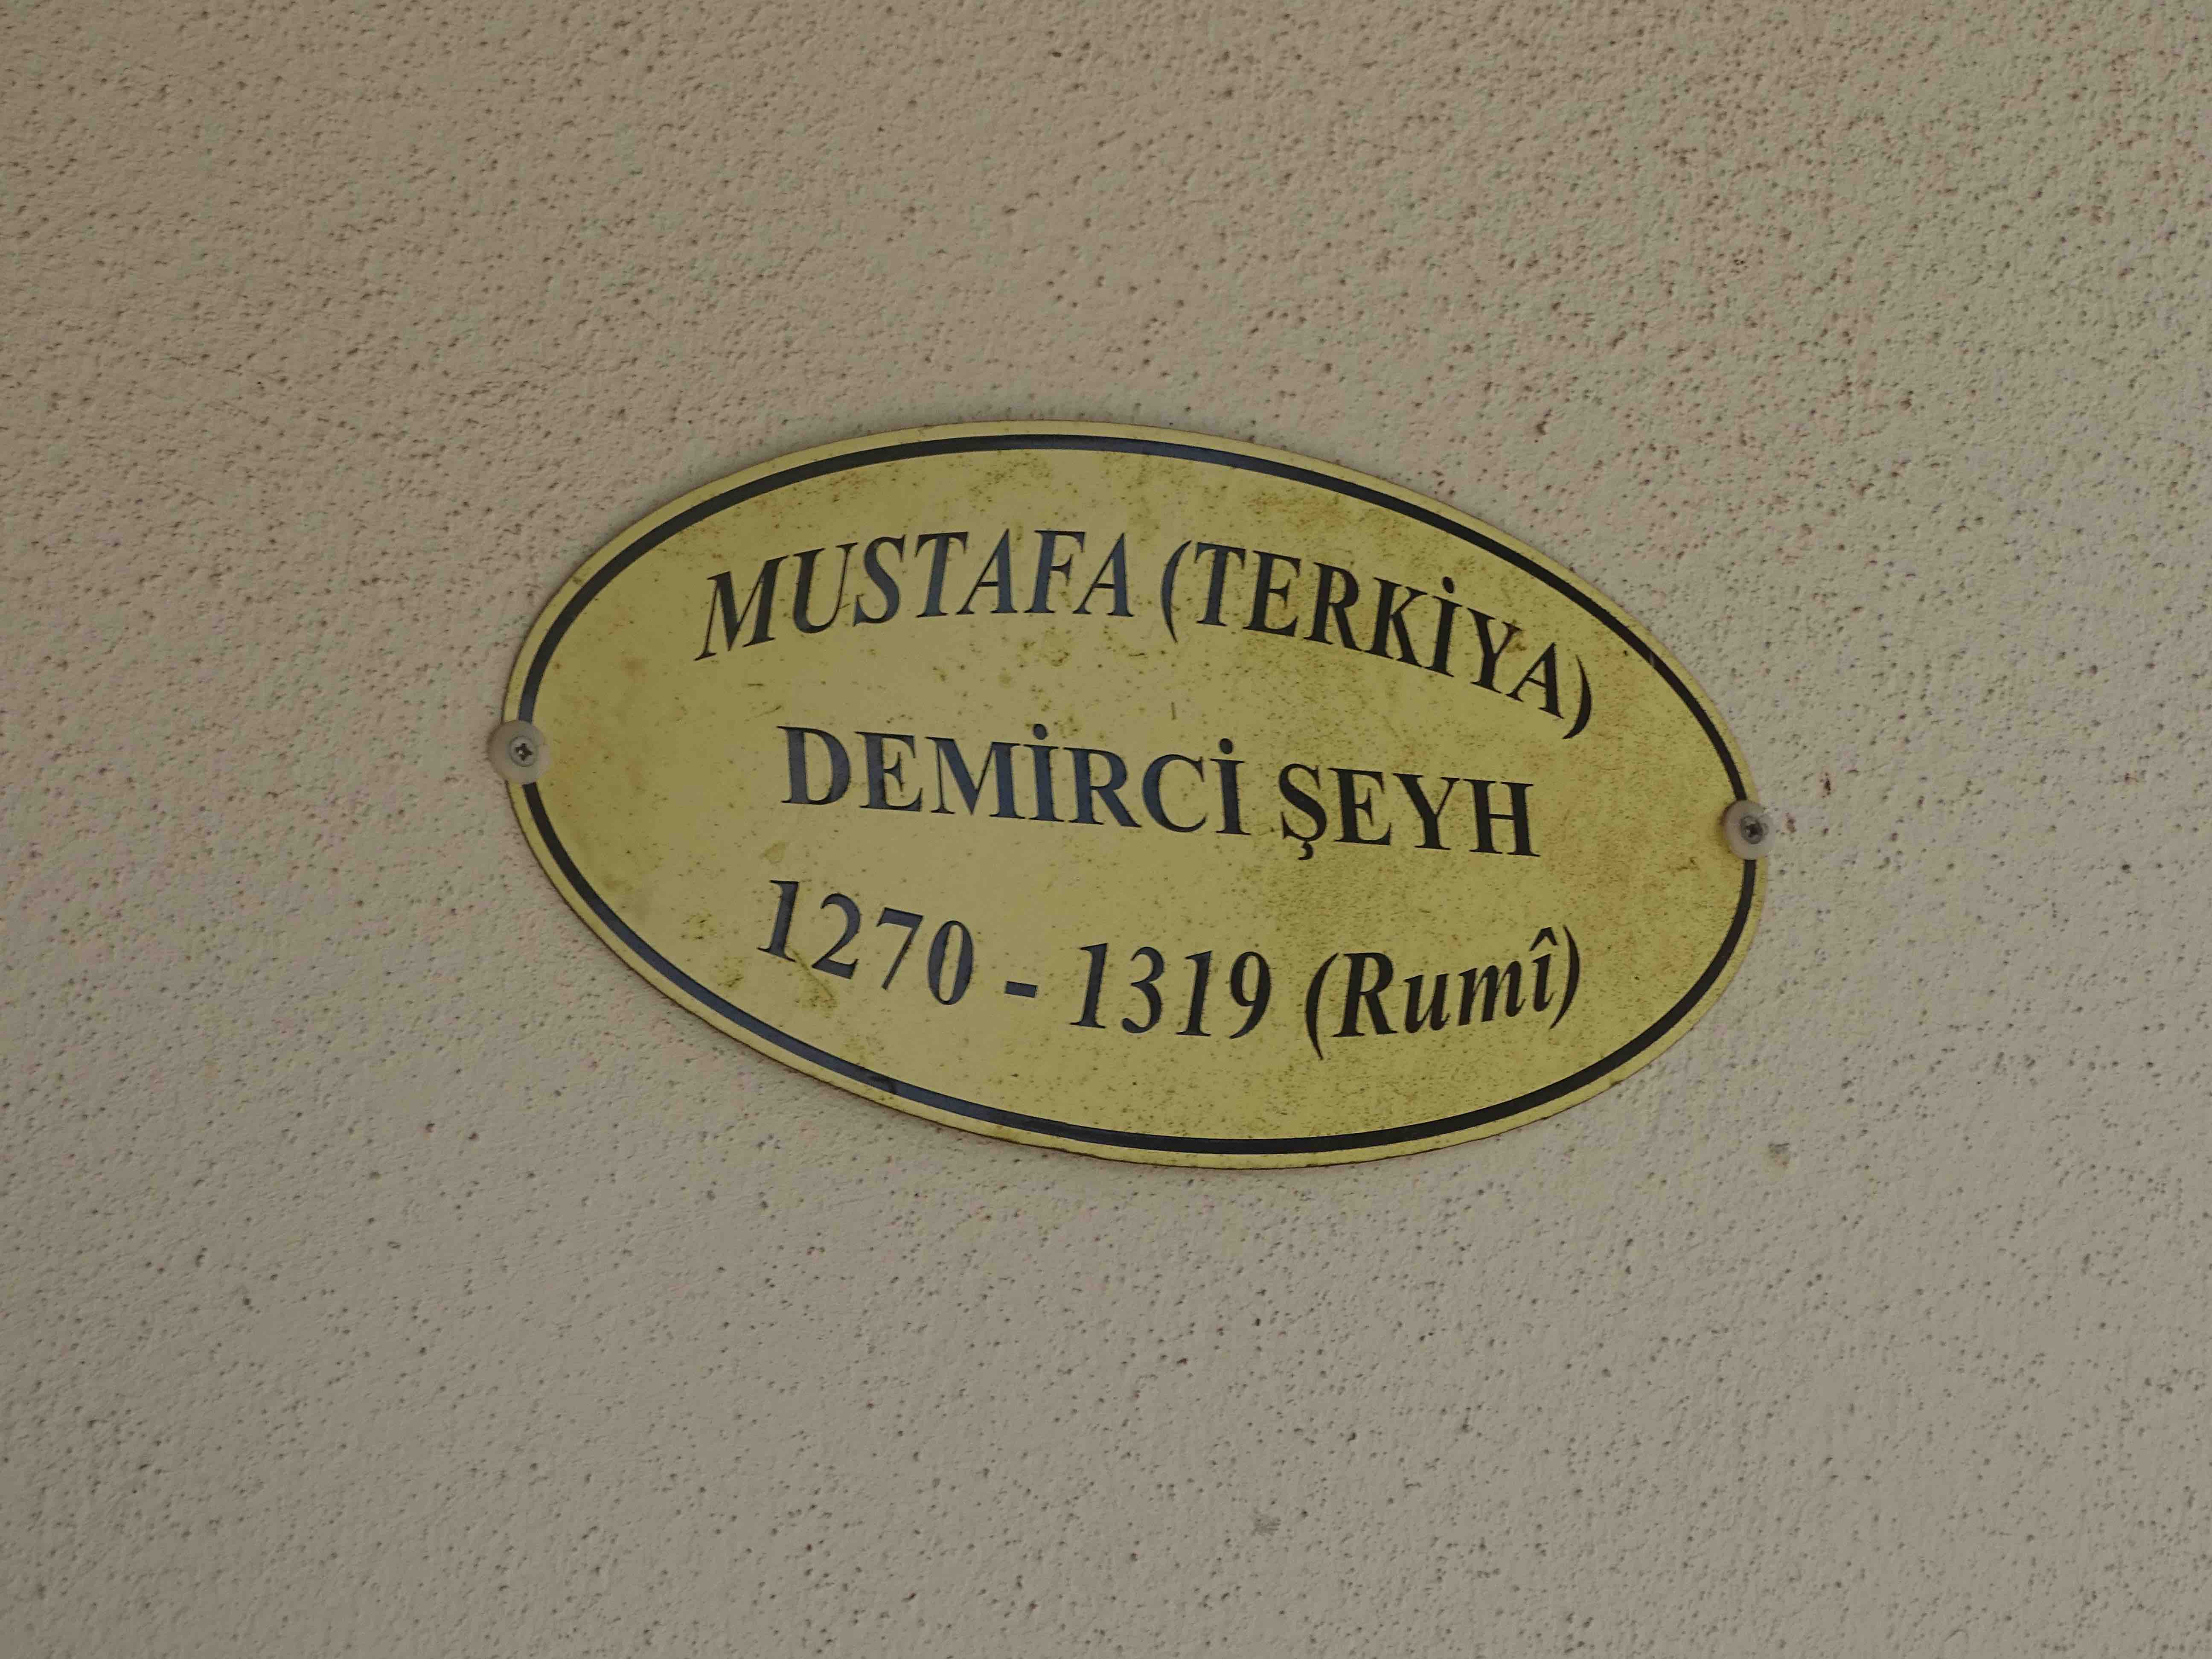 MUSTAFA (TERKİYA)
DEMİRCİ ŞEYH
1270 - 1319 (Rumî)